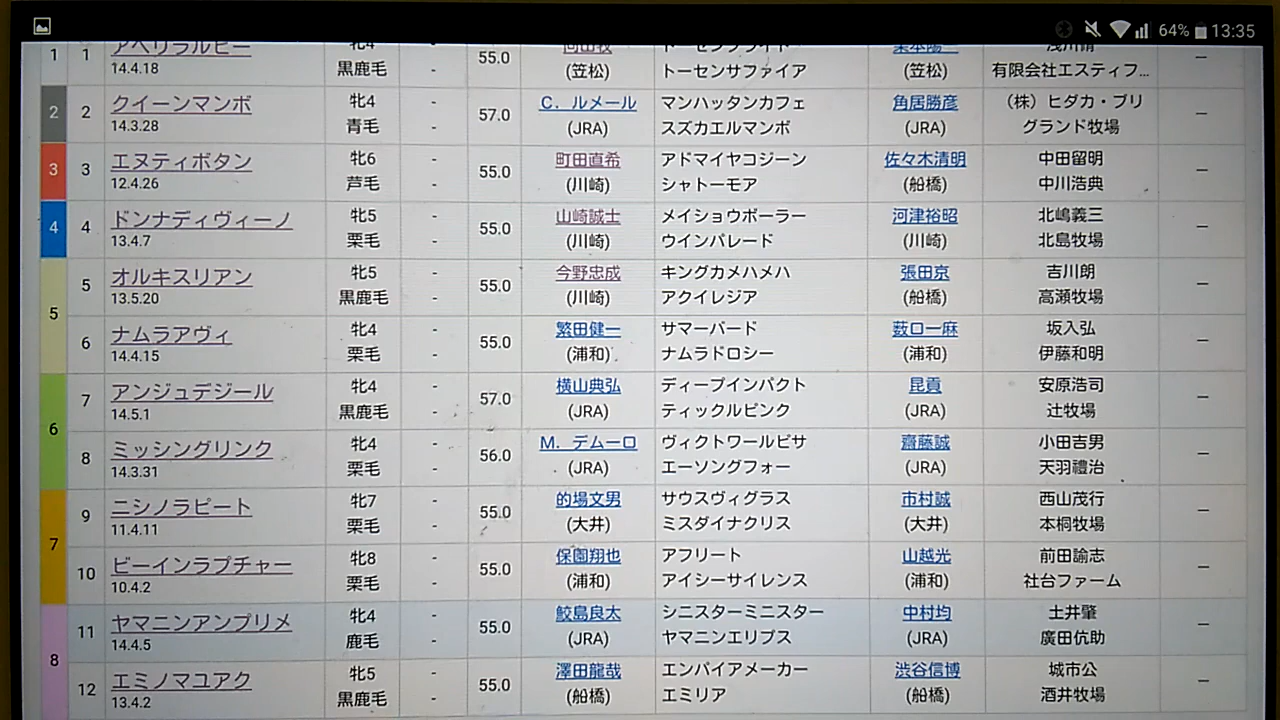 64% 13:35
1 1 アペリラルビー 牝4 - 55.0
14.4.18 黒鹿毛 - (笠松) トーセンサファイア (笠松) 有限会社エスティフ... ー
2 2 クイーンマンボ 牝4 - 57.0 C. ルメール マンハッタンカフェ 角居勝彦 （株）ヒダカ・ブリ ー
14.3.28 青毛 - (JRA) スズカエルマンボ (JRA) グランド牧場
3 3 エヌティボタン 牝6 - 55.0 町田直希 アドマイヤコジーン 佐々木清明 中田留明 ー
12.4.26 芦毛 - (川崎) シャトーモア (船橋) 中川浩典
4 4 ドンナディヴィーノ 牝5 - 55.0 山崎誠士 メイショウボーラー 河津裕昭 北嶋義三 ー
13.4.7 栗毛 - (川崎) ウインパレード (川崎) 北島牧場
5 5 オルキスリアン 牝5 - 55.0 今野忠成 キングカメハメハ 張田京 吉川朗 ー
13.5.20 黒鹿毛 - (川崎) アクイレジア (船橋) 高瀬牧場
6 ナムラアヴィ 牝4 - 55.0 繁田健一 サマーバード 薮口一麻 坂入弘 ー
14.4.15 栗毛 - (浦和) ナムラドロシー (浦和) 伊藤和明
6 7 アンジュデジール 牝4 - 57.0 横山典弘 ディープインパクト 昆貢 安原浩司 ー
14.5.1 黒鹿毛 - (JRA) ティックルピンク (JRA) 辻牧場
8 ミッシングリンク 牝4 - 56.0 M. デムーロ ヴィクトワールピサ 齋藤誠 小田吉男 ー
14.3.31 栗毛 - (JRA) エーソングフォー (JRA) 天羽禮治
7 9 ニシノラピート 牝7 - 55.0 的場文男 サウスヴィグラス 市村誠 西山茂行 ー
11.4.11 栗毛 - (大井) ミスダイナクリス (大井) 本桐牧場
10 ビーインラプチャー 牝8 - 55.0 保園翔也 アフリート 山越光 前田諭志 ー
10.4.2 栗毛 - (浦和) アイシーサイレンス (浦和) 社台ファーム
8 11 ヤマニンアンプリメ 牝4 - 55.0 鮫島良太 シニスターミニスター 中村均 土井肇 ー
14.4.5 鹿毛 - (JRA) ヤマニンエリプス (JRA) 廣田伉助
12 エミノマユアク 牝5 - 55.0 澤田龍哉 エンパイアメーカー 渋谷信博 城市公 ー
13.4.2 黒鹿毛 - (船橋) エミリア (船橋) 酒井牧場